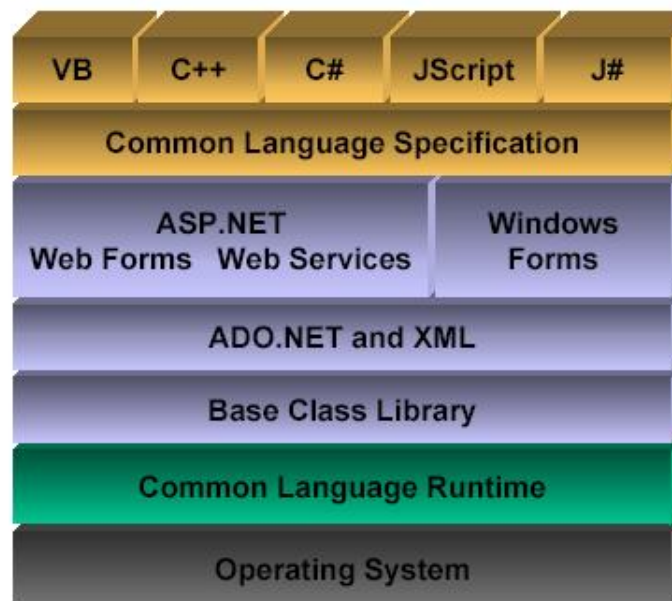 VB
C++
C#
JScript
J#
Common Language Specification
ASP.NET
Web Forms Web Services
Windows
Forms
ADO.NET and XML
Base Class Library
Common Language Runtime
Operating System